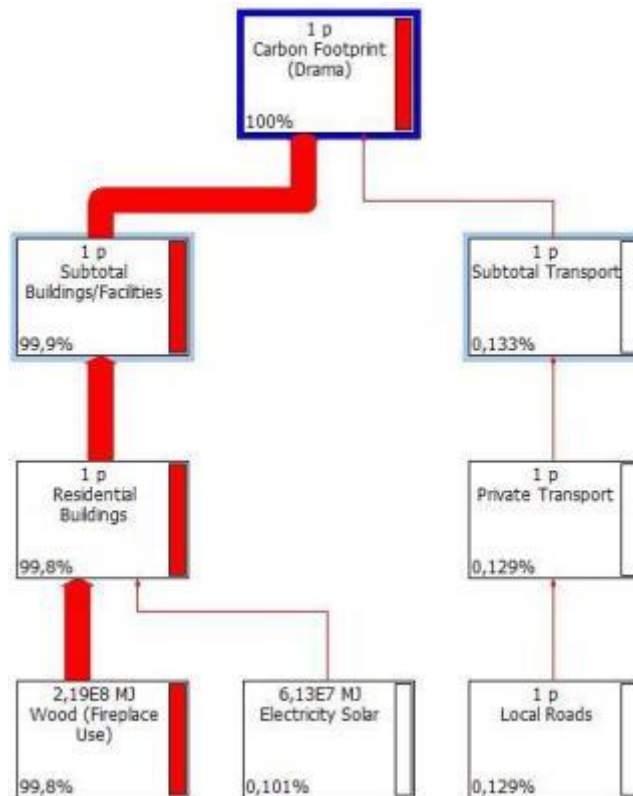 1 p
Carbon Footprint
(Drama)
100%
1 p
Subtotal
Buildings/Facilities
99,9%
1 p
Subtotal Transport
0,133%
1 p
Residential
Buildings
99,8%
1 p
Private Transport
0,129%
2,19E8 MJ
Wood (Fireplace
Use)
99,8%
6,13E7 MJ
Electricity Solar
0,101%
1 p
Local Roads
0,129%